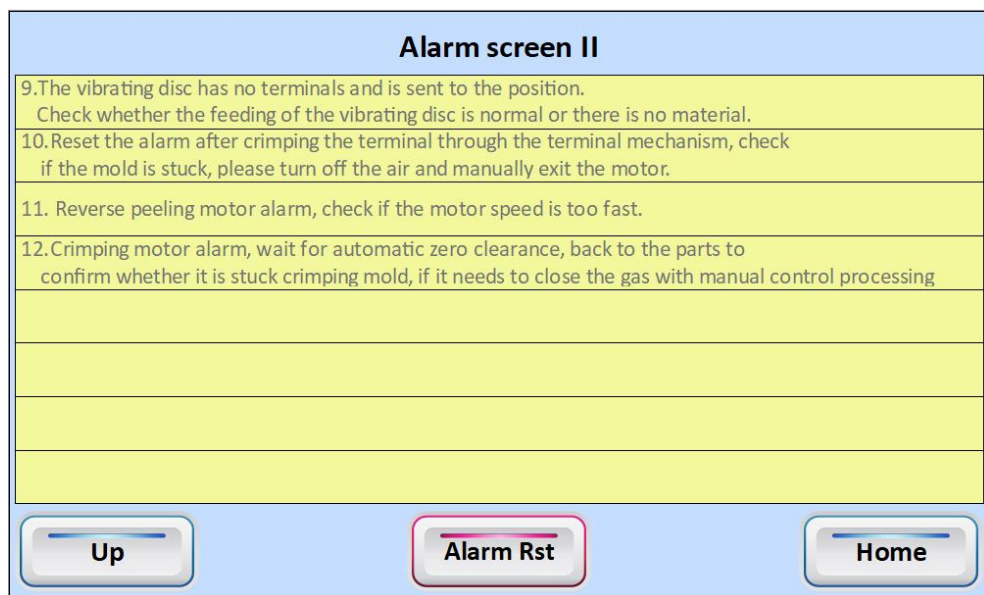 Alarm screen II
9.The vibrating disc has no terminals and is sent to the position.
Check whether the feeding of the vibrating disc is normal or there is no material.
10.Reset the alarm after crimping the terminal through the terminal mechanism, check
if the mold is stuck, please turn off the air and manually exit the motor.
11. Reverse peeling motor alarm, check if the motor speed is too fast.
12.Crimping motor alarm, wait for automatic zero clearance, back to the parts to
confirm whether it is stuck crimping mold, if it needs to close the gas with manual control processing
Up
Alarm Rst
Home